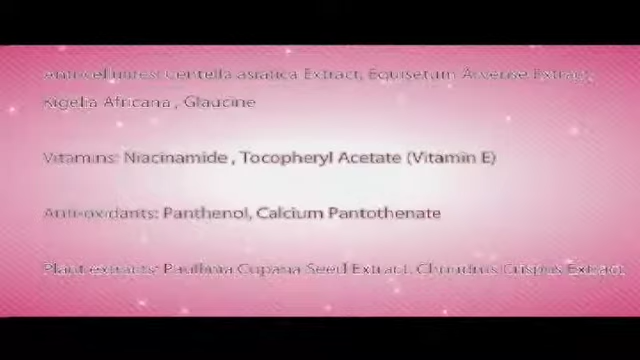 Anti-cellulites: Centella asiatica Extract, Equisetum Arvense Extract,
Kigelia Africana , Glaucine
Vitamins: Niacinamide , Tocopheryl Acetate (Vitamin E)
Anti-oxidants: Panthenol, Calcium Pantothenate
Plant extracts: Paullinia Cupana Seed Extract, Chondrus Crispus Extract